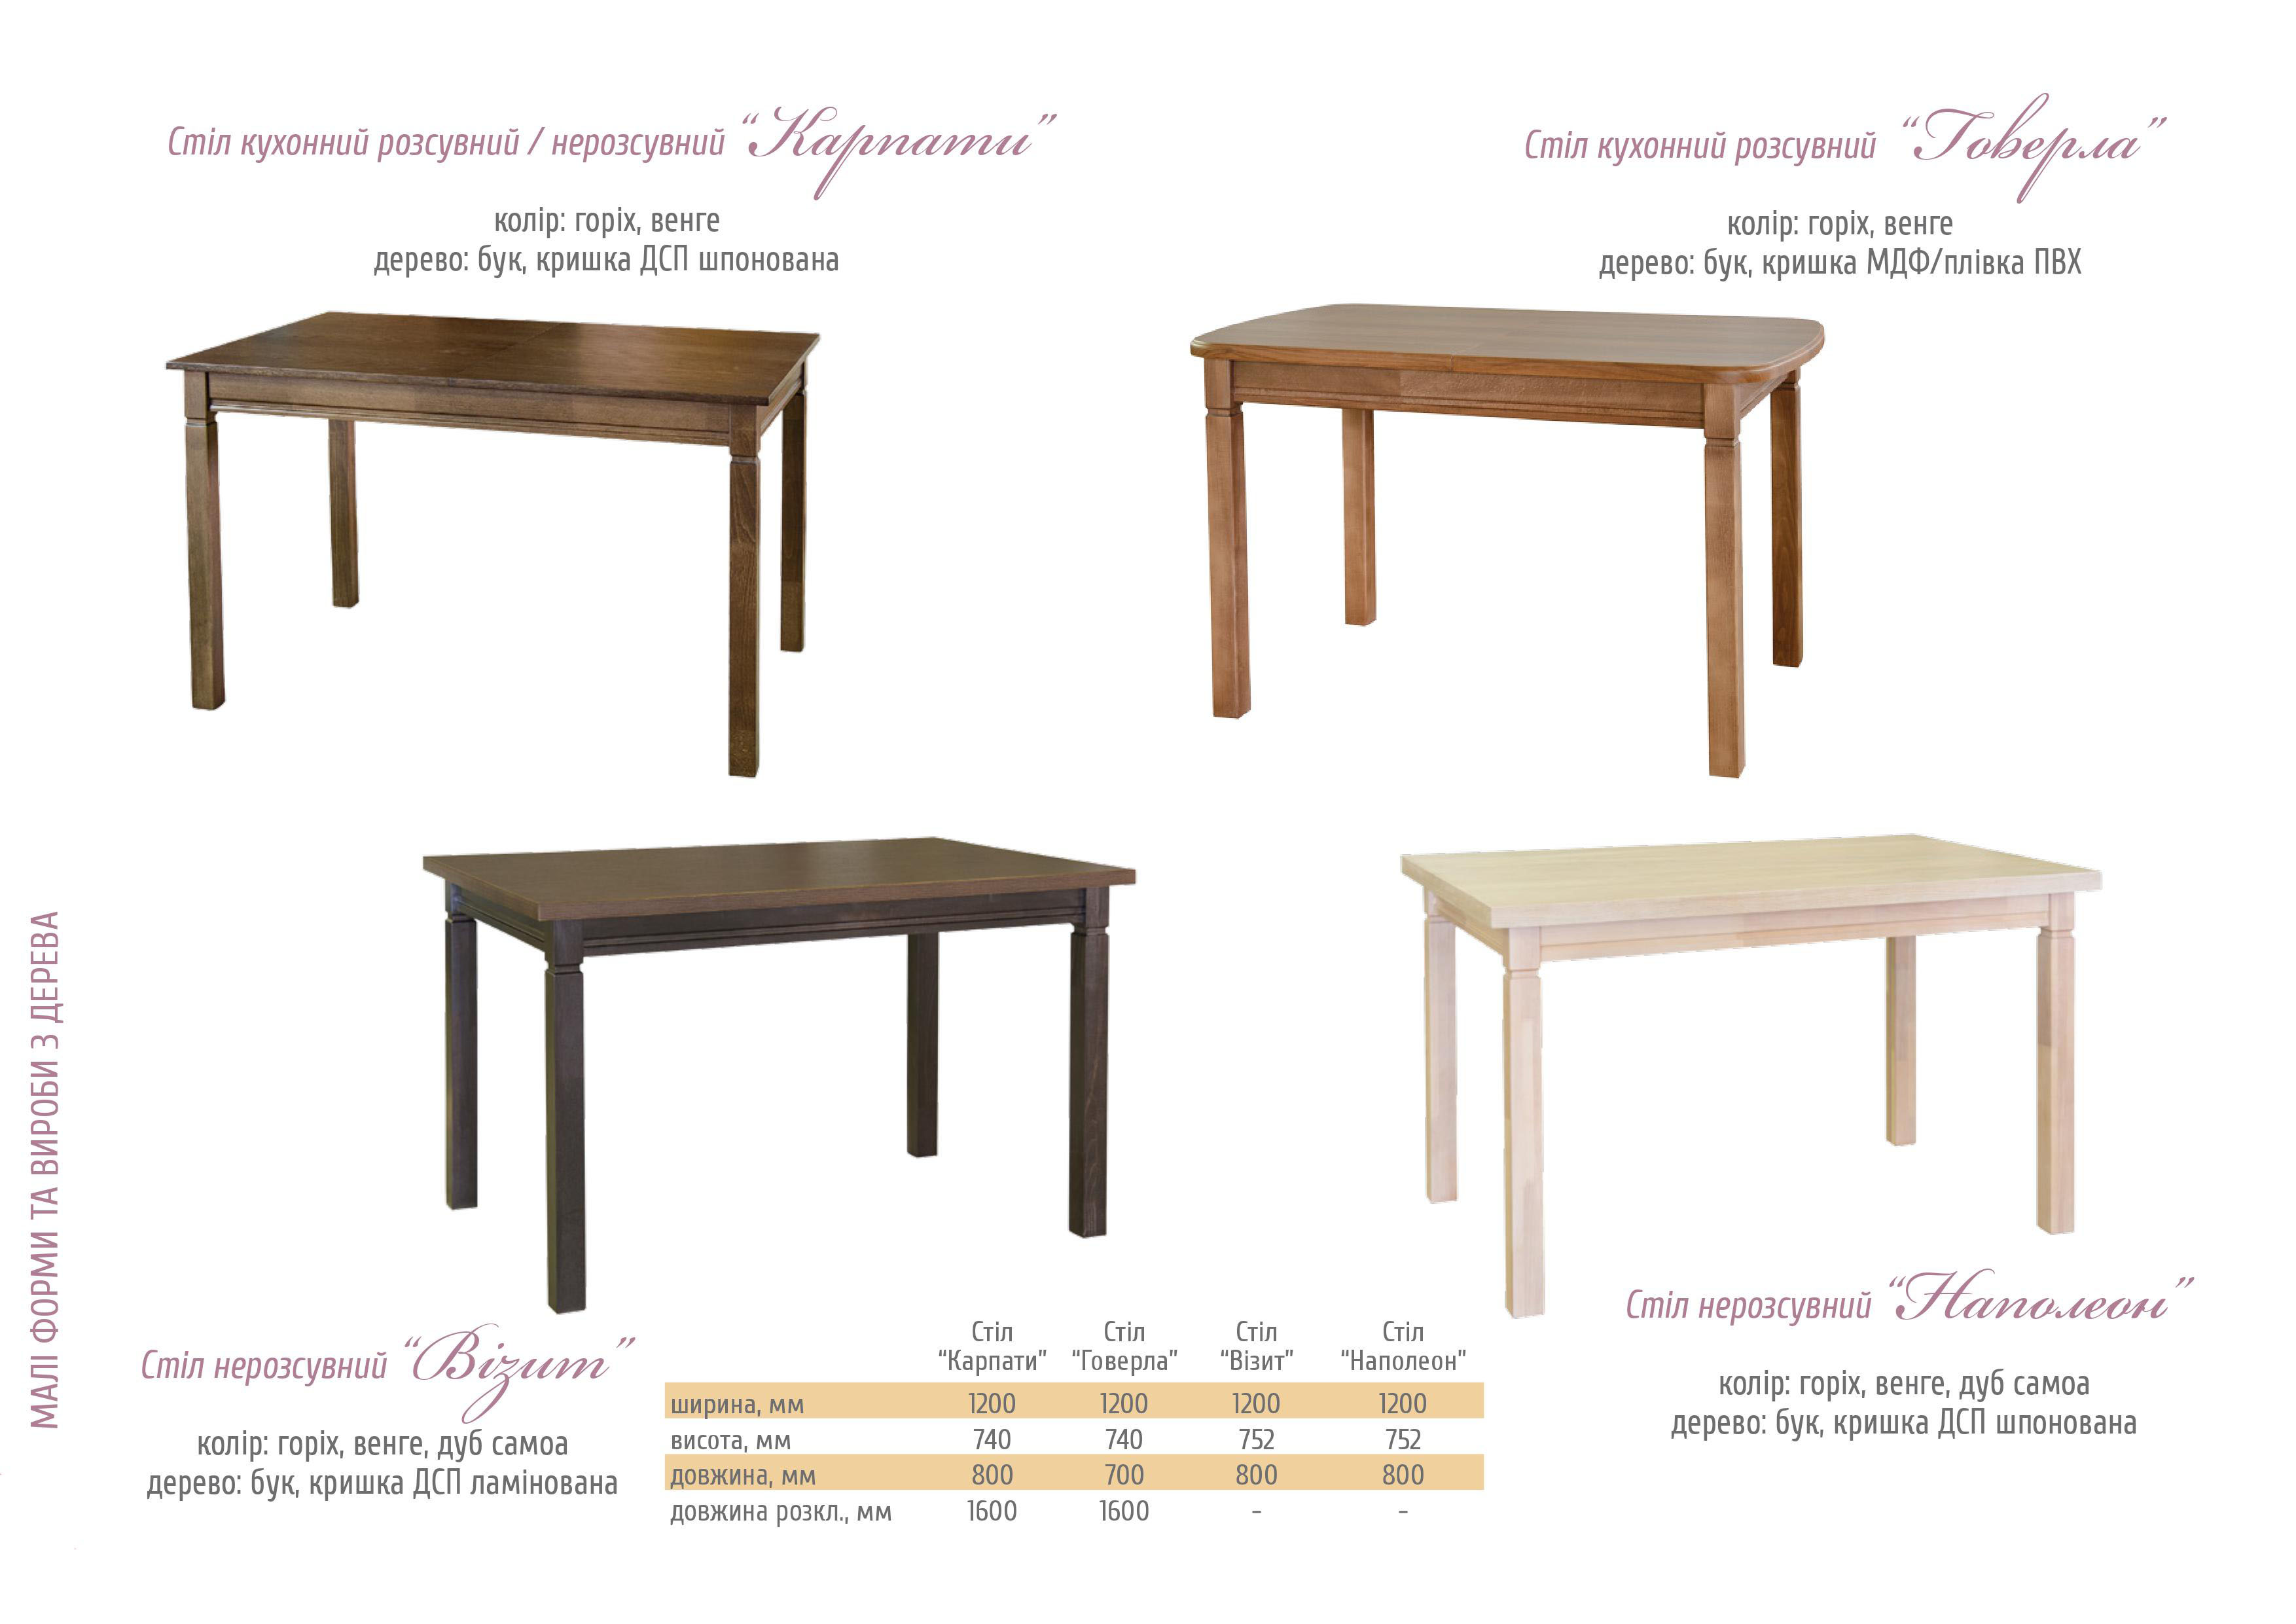 Стіл кухонний розсувний / нерозсувний “Карпати”
колір: горіх, венге
дерево: бук, кришка ДСП шпонована
Стіл кухонний розсувний “Говерла”
колір: горіх, венге
дерево: бук, кришка МДФ/плівка ПВХ
МАЛІ ФОРМИ ТА ВИРОБИ З ДЕРЕВА
Стіл нерозсувний “Візит”
колір: горіх, венге, дуб самоа
дерево: бук, кришка ДСП ламінована
Стіл Стіл Стіл Стіл
“Карпати” “Говерла” “Візит” “Наполеон”
ширина, мм 1200 1200 1200 1200
висота, мм 740 740 752 752
довжина, мм 800 700 800 800
довжина розкл., мм 1600 1600 - -
Стіл нерозсувний “Наполеон”
колір: горіх, венге, дуб самоа
дерево: бук, кришка ДСП шпонована